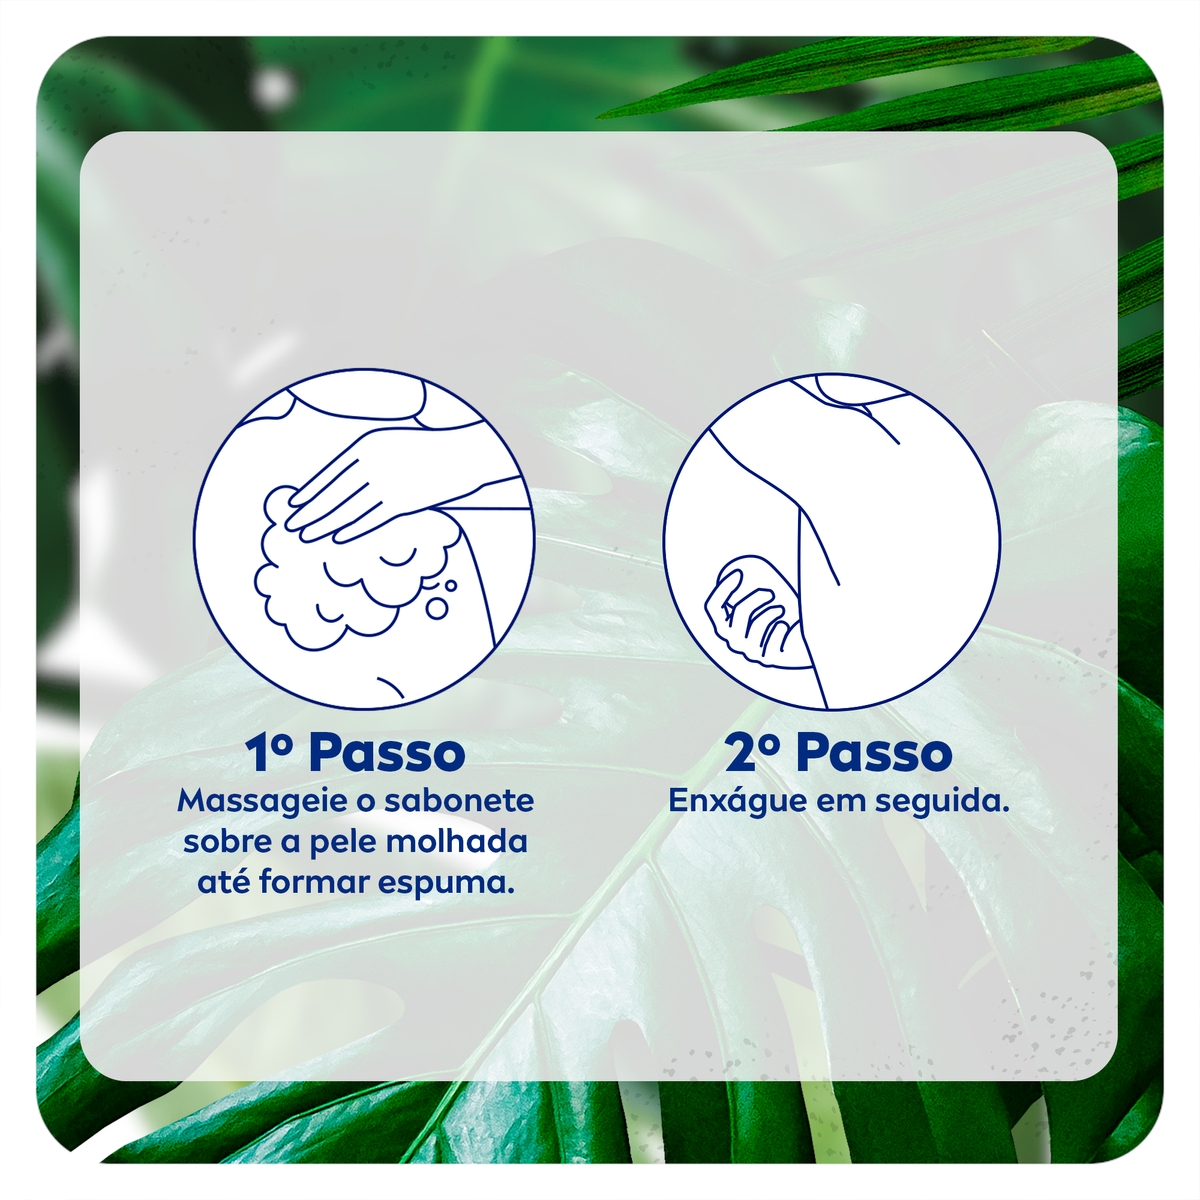 1º Passo
Massageie o sabonete
sobre a pele molhada
até formar espuma.
2º Passo
Enxágue em seguida.